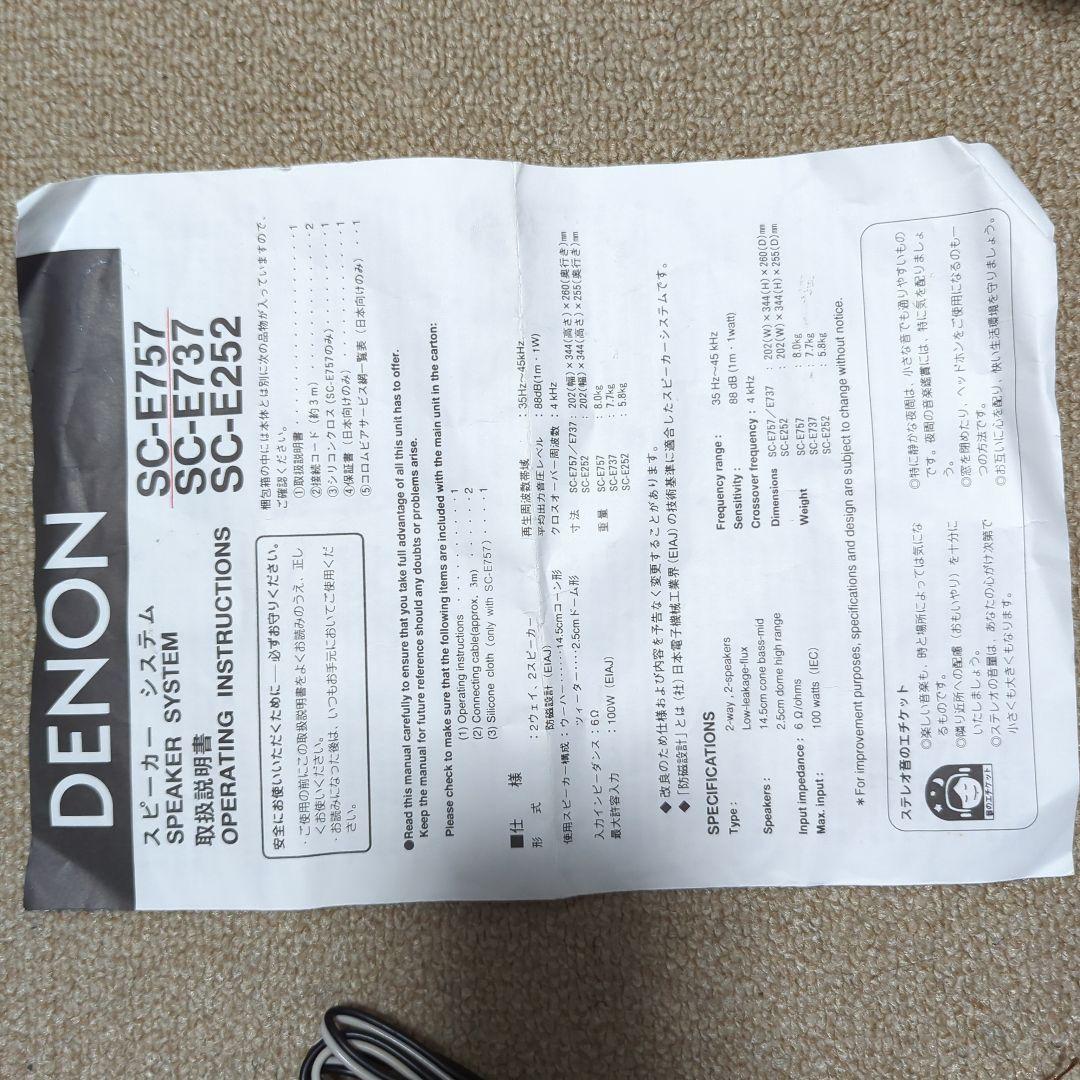 DENON
スピーカー システム
SPEAKER SYSTEM
取扱説明書
OPERATING INSTRUCTIONS
SC-E757
SC-E737
SC-E252
安全にお使いいただくために──必ずお守りください。
・ご使用の前にこの取扱説明書をよくお読みのうえ、正し
くお使いください。
・お読みになった後は、いつもお手元においてご使用くだ
さい。
梱包箱の中には本体とは別に次の品物が入っていますので、
ご確認ください。
①取扱説明書 . . . . . . . . . . . . . . . . 1
②接続コード（約3m） . . . . . . . . . . . . 2
③シリコンクロス（SC-E757のみ） . . . . . . . 1
④保証書（日本向けのみ） . . . . . . . . . . . 1
⑤コロムビアサービス網一覧表（日本向けのみ） . . 1
●Read this manual carefully to ensure that you take full advantage of all this unit has to offer.
Keep the manual for future reference should any doubts or problems arise.
Please check to make sure that the following items are included with the main unit in the carton:
(1) Operating instructions . . . . . . . . . . 1
(2) Connecting cable(approx. 3m) . . . . . . . 2
(3) Silicone cloth (only with SC-E757) . . . . 1
■仕 様
形 式 : 2ウェイ、2スピーカー
防磁設計（EIAJ）
使用スピーカー構成 : ウーハー・・・・・14.5cmコーン形
ツィーター・・・・2.5cmドーム形
入力インピーダンス : 6Ω
最大許容入力 : 100W（EIAJ）
再生周波数帯域 : 35Hz〜45kHz
平均出力音圧レベル : 88dB(1m・1W)
クロスオーバー周波数 : 4 kHz
寸 法 SC-E757／E737 : 202(幅)×344(高さ)×260(奥行き)㎜
SC-E252 : 202(幅)×344(高さ)×255(奥行き)㎜
重 量 SC-E757 : 8.0kg
SC-E737 : 7.7kg
SC-E252 : 5.8kg
◆ 改良のため仕様および内容を予告なく変更することがあります。
◆「防磁設計」とは（社）日本電子機械工業界(EIAJ）の技術基準に適合したスピーカーシステムです。
SPECIFICATIONS
Type : 2-way , 2-speakers
Low-leakage-flux
Speakers : 14.5cm cone bass-mid
2.5cm dome high range
Input impedance : 6 Ω/ohms
Max. input : 100 watts (IEC)
Frequency range : 35 Hz〜45 kHz
Sensitivity : 88 dB (1m・1watt)
Crossover frequency : 4 kHz
Dimensions SC-E757／E737 : 202(W)×344(H)×260(D)㎜
SC-E252 : 202(W)×344(H)×255(D)㎜
Weight SC-E757 : 8.0kg
SC-E737 : 7.7kg
SC-E252 : 5.8kg
* For improvement purposes, specifications and design are subject to change without notice.
ステレオ音のエチケット
音のエチケット
◎楽しい音楽も、時と場所によっては気にな
るものです。
◎隣り近所への配慮（おもいやり）を十分に
いたしましょう。
◎ステレオの音量は、あなたの心がけ次第で
小さくも大きくもなります。
◎特に静かな夜間は、小さな音でも通りやすいもの
です。夜間の音楽鑑賞には、特に気を配りましょ
う。
◎窓を閉めたり、ヘッドホンをご使用になるのも一
つの方法です。
◎お互いに心を配り、快い生活環境を守りましょう。